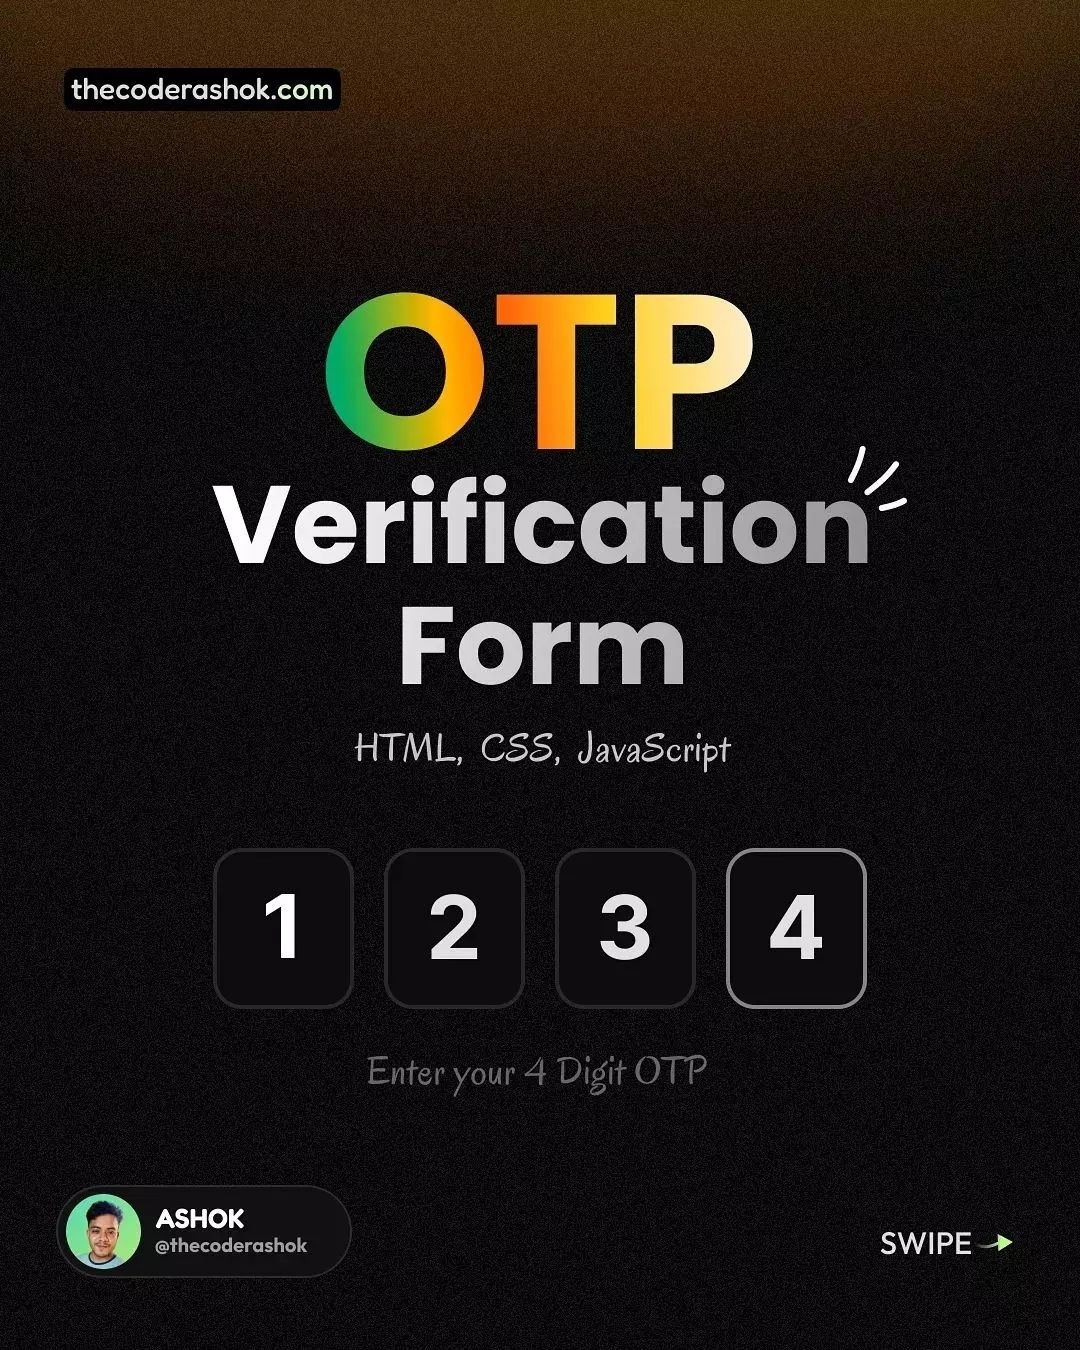 thecoderashok.com
OTP
Verification
Form
HTML, CSS, JavaScript
1 2 3 4
Enter your 4 Digit OTP
ASHOK
@thecoderashok
SWIPE